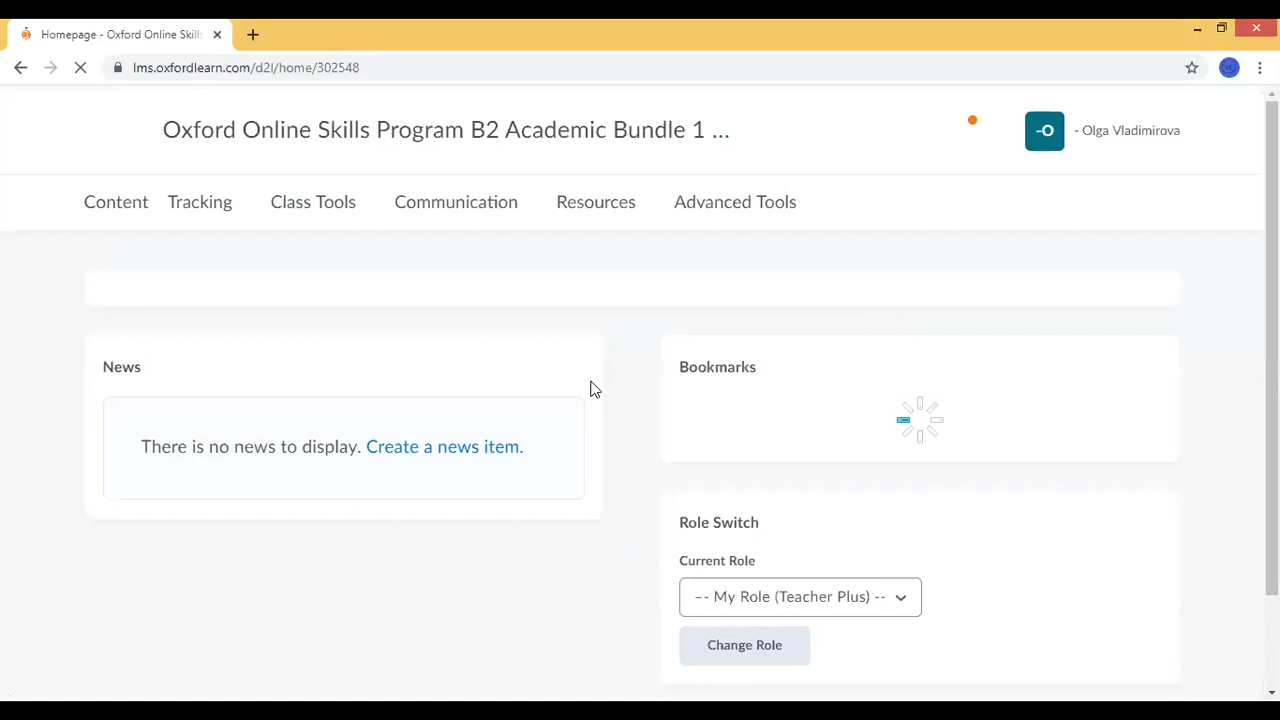 Homepage - Oxford Online Skills
lms.oxfordlearn.com/d2l/home/302548
Oxford Online Skills Program B2 Academic Bundle 1 ...
-O
- Olga Vladimirova
Content Tracking Class Tools Communication Resources Advanced Tools
News
There is no news to display. Create a news item.
Bookmarks
Role Switch
Current Role
-- My Role (Teacher Plus) --
Change Role